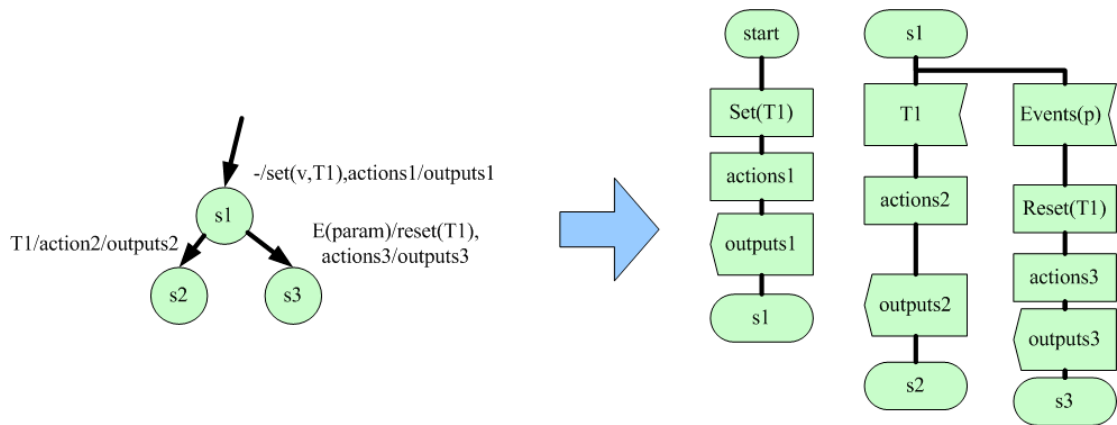 -/set(v,T1),actions1/outputs1
s1
T1/action2/outputs2
E(param)/reset(T1),
actions3/outputs3
s2
s3
start
Set(T1)
actions1
outputs1
s1
s1
T1
actions2
outputs2
s2
Events(p)
Reset(T1)
actions3
outputs3
s3